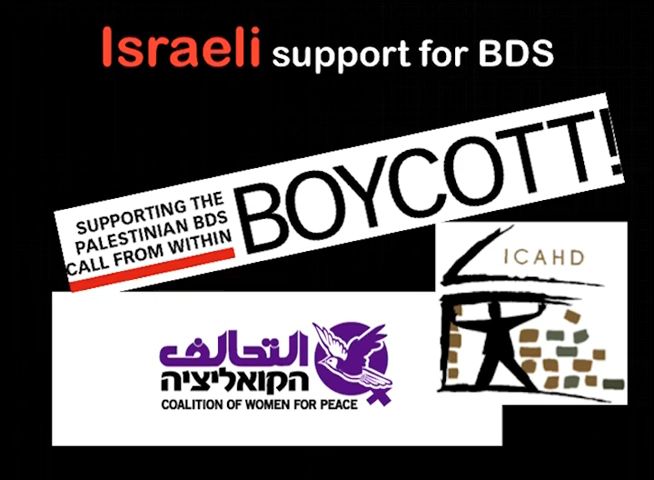 Israeli support for BDS
SUPPORTING THE
PALESTINIAN BDS
CALL FROM WITHIN
BOYCOTT!
ICAHD
التحالف
הקואליציה
COALITION OF WOMEN FOR PEACE